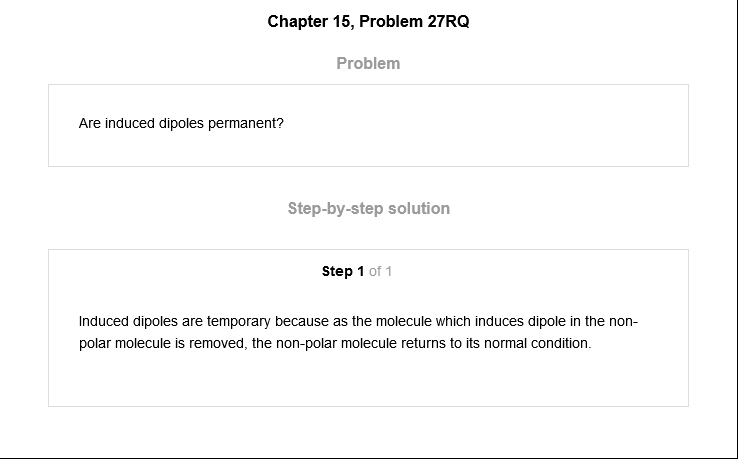 Chapter 15, Problem 27RQ
Problem
Are induced dipoles permanent?
Step-by-step solution
Step 1 of 1
Induced dipoles are temporary because as the molecule which induces dipole in the non-
polar molecule is removed, the non-polar molecule returns to its normal condition.